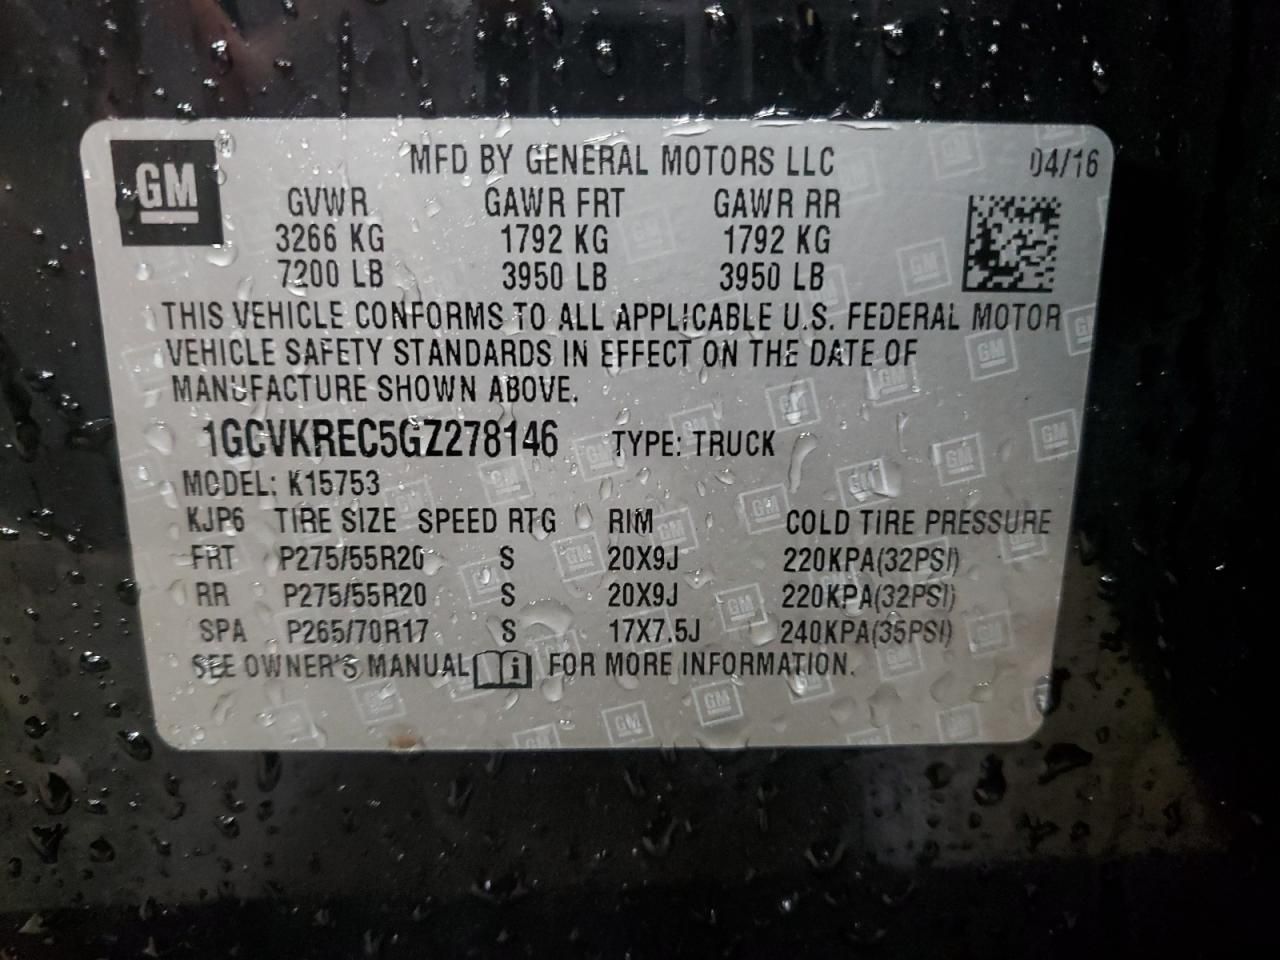 GM ®
MFD BY GENERAL MOTORS LLC 04/16
GVWR GAWR FRT GAWR RR
3266 KG 1792 KG 1792 KG
7200 LB 3950 LB 3950 LB
THIS VEHICLE CONFORMS TO ALL APPLICABLE U.S. FEDERAL MOTOR
VEHICLE SAFETY STANDARDS IN EFFECT ON THE DATE OF
MANUFACTURE SHOWN ABOVE.
1GCVKREC5GZ278146 TYPE: TRUCK
MODEL: K15753
KJP6 TIRE SIZE SPEED RTG RIM COLD TIRE PRESSURE
FRT P275/55R20 S 20X9J 220KPA(32PSI)
RR P275/55R20 S 20X9J 220KPA(32PSI)
SPA P265/70R17 S 17X7.5J 240KPA(35PSI)
SEE OWNER'S MANUAL i FOR MORE INFORMATION.